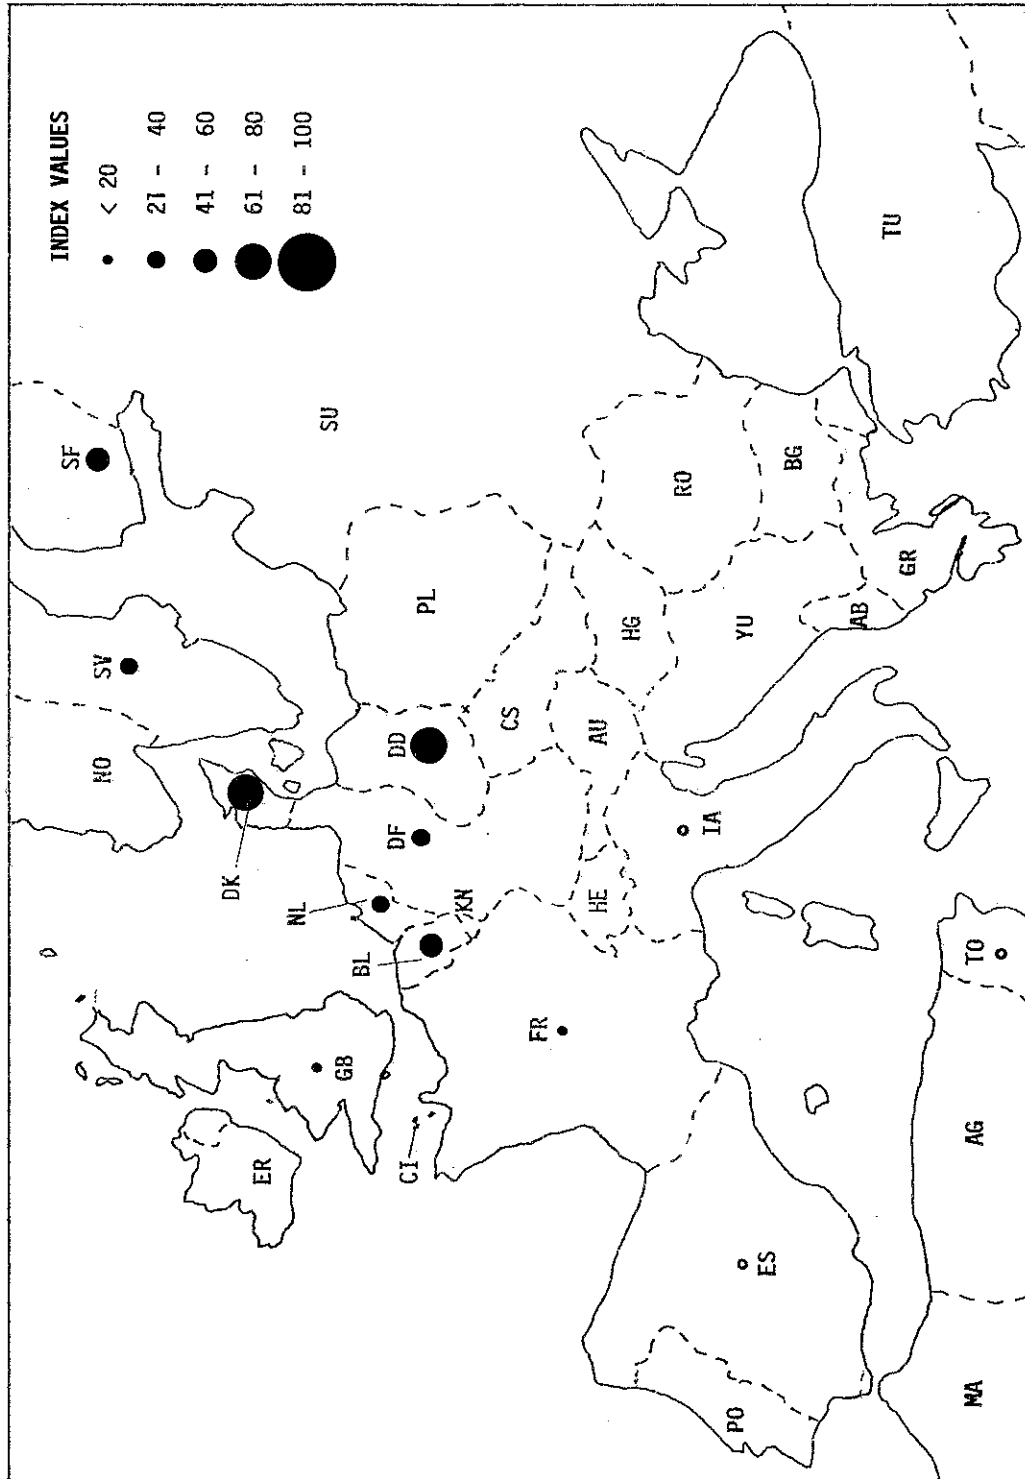 INDEX VALUES
< 20
21 - 40
41 - 60
61 - 80
81 - 100
SF
SU
SV
NO
DK
NL
BL
DF
DD
PL
KN
CS
HG
RO
BG
TU
YU
AU
HE
AB
GR
IA
GB
ER
CI
FR
ES
PO
MA
AG
TO